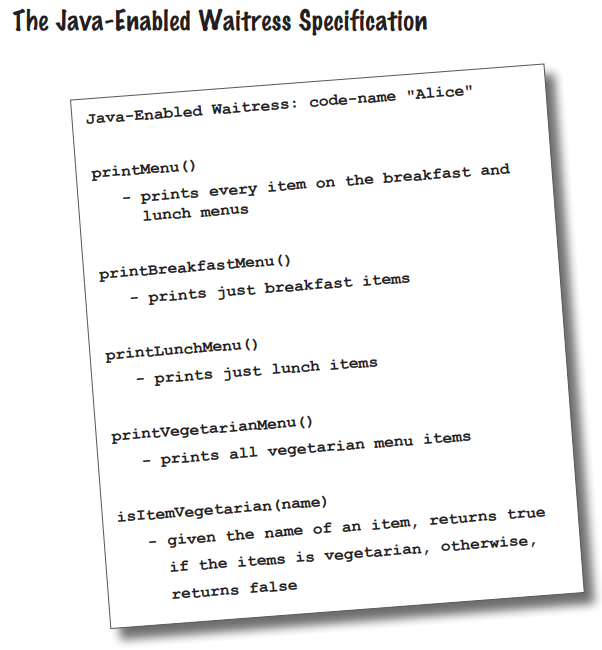 The Java-Enabled Waitress Specification
Java-Enabled Waitress: code-name "Alice"
printMenu()
- prints every item on the breakfast and
lunch menus
printBreakfastMenu()
- prints just breakfast items
printLunchMenu()
- prints just lunch items
printVegetarianMenu()
- prints all vegetarian menu items
isItemVegetarian(name)
- given the name of an item, returns true
if the items is vegetarian, otherwise,
returns false